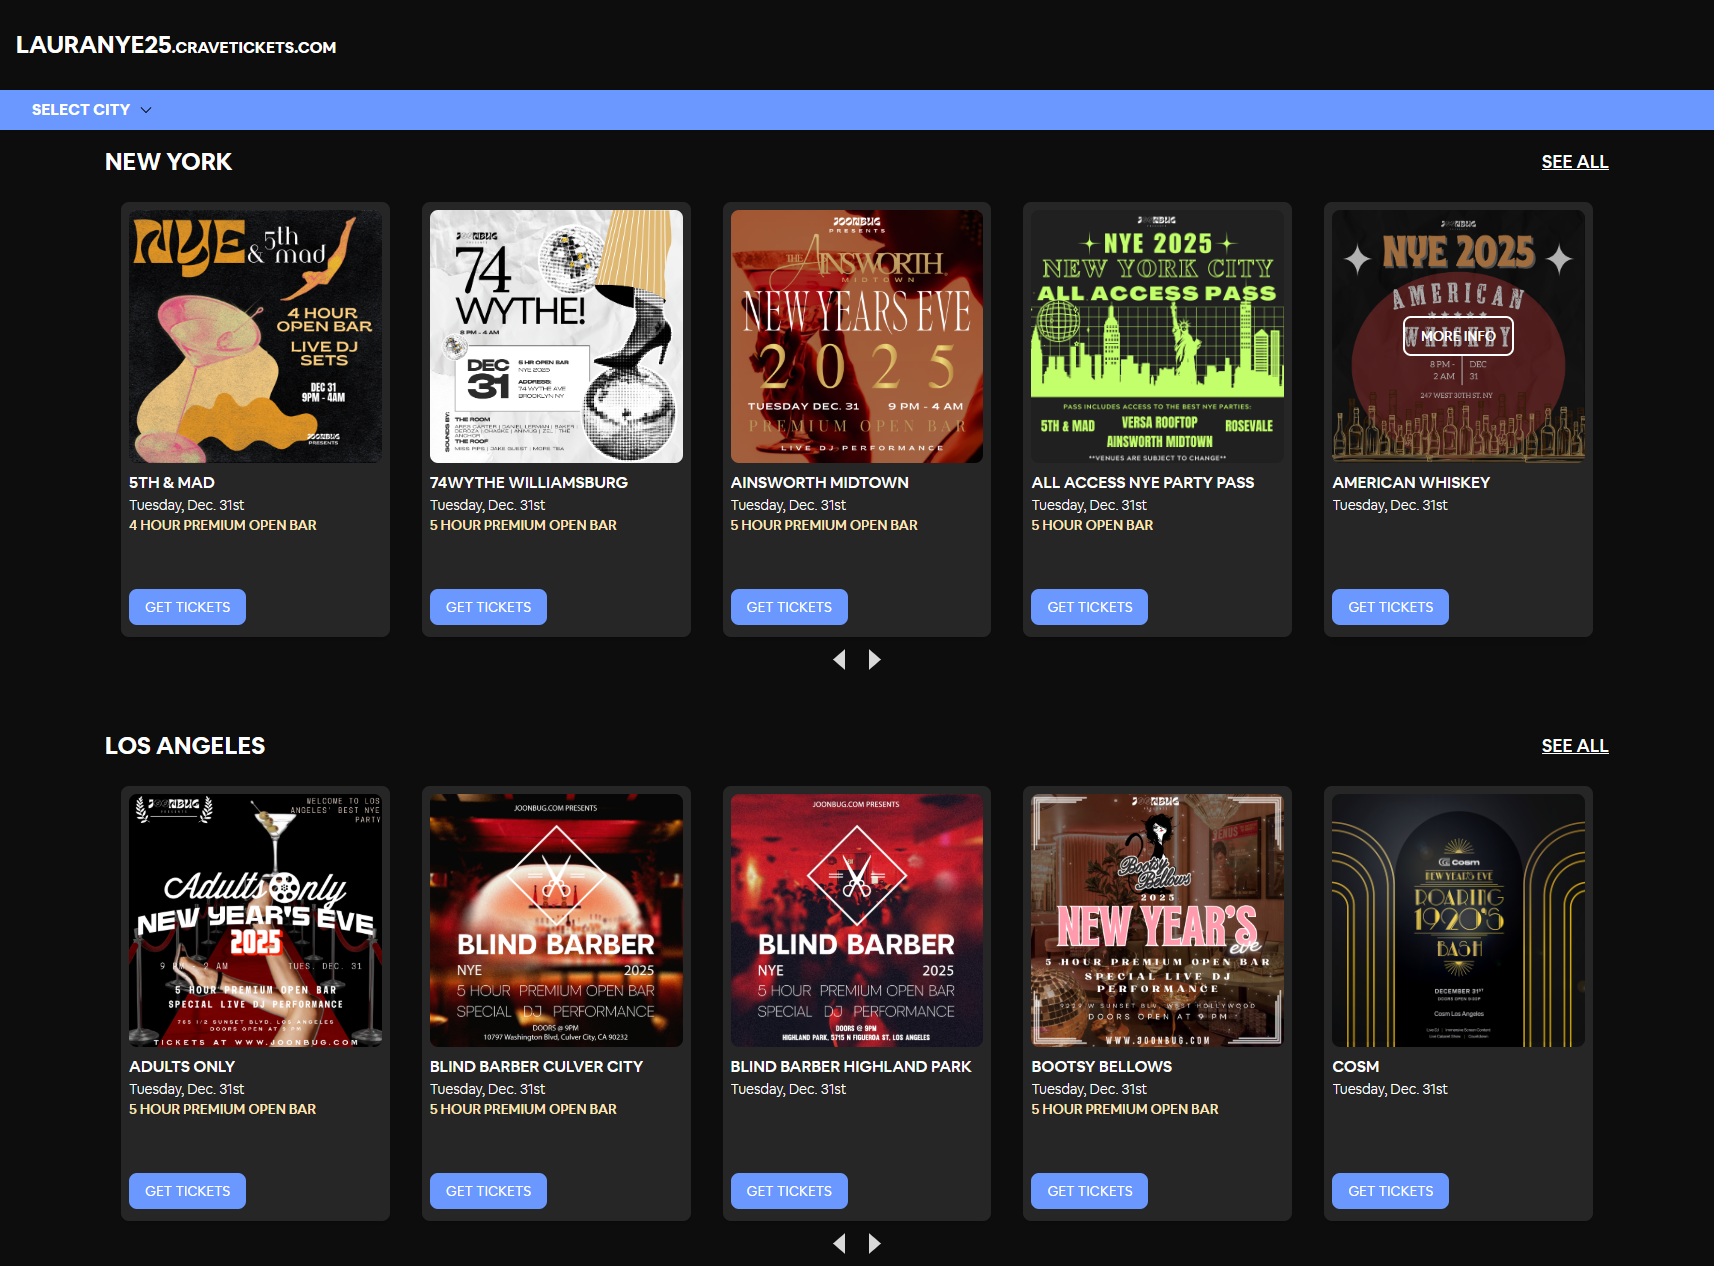 LAURANYE25.CRAVETICKETS.COM
SELECT CITY
NEW YORK
SEE ALL
NYE & 5th mad
4 HOUR
OPEN BAR
LIVE DJ
SETS
DEC 31
9PM - 4AM
JOONBUG
PRESENTS
5TH & MAD
Tuesday, Dec. 31st
4 HOUR PREMIUM OPEN BAR
GET TICKETS
JOONBUG
74
WYTHE!
8 PM - 4 AM
DEC
31
5 HR OPEN BAR
NYE 2025
ADDRESS:
74 WYTHE AVE
BROOKLYN NY
SOUNDS BY:
THE ROOM
THE ROOF
74WYTHE WILLIAMSBURG
Tuesday, Dec. 31st
5 HOUR PREMIUM OPEN BAR
GET TICKETS
JOONBUG
PRESENTS
THE AINSWORTH
MIDTOWN
NEW YEARS EVE
2025
TUESDAY DEC. 31 9 PM - 4 AM
PREMIUM OPEN BAR
LIVE DJ PERFORMANCE
AINSWORTH MIDTOWN
Tuesday, Dec. 31st
5 HOUR PREMIUM OPEN BAR
GET TICKETS
JOONBUG
NYE 2025
NEW YORK CITY
ALL ACCESS PASS
PASS INCLUDES ACCESS TO THE BEST NYE PARTIES:
5TH & MAD VERSA ROOFTOP ROSEVALE
AINSWORTH MIDTOWN
**VENUES ARE SUBJECT TO CHANGE**
ALL ACCESS NYE PARTY PASS
Tuesday, Dec. 31st
5 HOUR OPEN BAR
GET TICKETS
JOONBUG
NYE 2025
AMERICAN
WHISKEY
MORE INFO
8 PM - 2 AM
DEC 31
247 WEST 30TH ST. NY
AMERICAN WHISKEY
Tuesday, Dec. 31st
GET TICKETS
LOS ANGELES
SEE ALL
JOONBUG
WELCOME TO LOS
ANGELES' BEST NYE
PARTY
Adults Only
NEW YEAR'S EVE
2025
9 PM - 2 AM TUES. DEC. 31
5 HOUR PREMIUM OPEN BAR
SPECIAL LIVE DJ PERFORMANCE
765 1/2 SUNSET BLVD. LOS ANGELES
DOORS OPEN AT 9 PM
TICKETS AT WWW.JOONBUG.COM
ADULTS ONLY
Tuesday, Dec. 31st
5 HOUR PREMIUM OPEN BAR
GET TICKETS
JOONBUG.COM PRESENTS
BLIND BARBER
NYE 2025
5 HOUR PREMIUM OPEN BAR
SPECIAL DJ PERFORMANCE
DOORS @ 9PM
10797 Washington Blvd, Culver City, CA 90232
BLIND BARBER CULVER CITY
Tuesday, Dec. 31st
5 HOUR PREMIUM OPEN BAR
GET TICKETS
JOONBUG.COM PRESENTS
BLIND BARBER
NYE 2025
5 HOUR PREMIUM OPEN BAR
SPECIAL DJ PERFORMANCE
DOORS @ 9PM
HIGHLAND PARK, 5715 N FIGUEROA ST. LOS ANGELES
BLIND BARBER HIGHLAND PARK
Tuesday, Dec. 31st
GET TICKETS
JOONBUG
Bootsy
Bellows
2025
NEW YEAR'S
eve
5 HOUR PREMIUM OPEN BAR
SPECIAL LIVE DJ
PERFORMANCE
9229 W SUNSET BLV, WEST HOLLYWOOD
DOORS OPEN AT 9 PM
WWW.JOONBUG.COM
BOOTSY BELLOWS
Tuesday, Dec. 31st
5 HOUR PREMIUM OPEN BAR
GET TICKETS
Cosm
NEW YEAR'S EVE
ROARING
1920'S
BASH
DECEMBER 31ST
Cosm Los Angeles
COSM
Tuesday, Dec. 31st
GET TICKETS